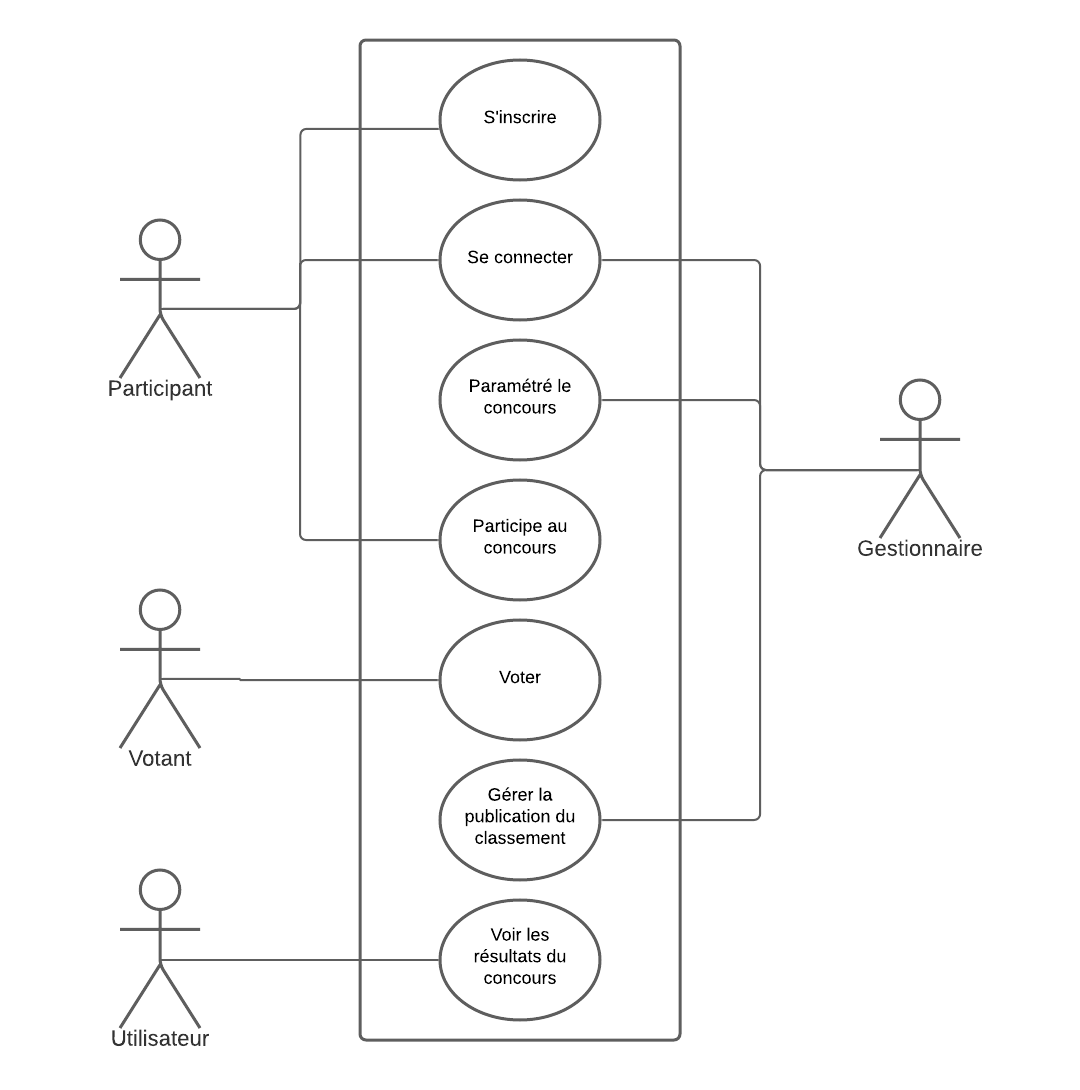 S'inscrire
Se connecter
Participant
Paramétré le
concours
Participe au
concours
Gestionnaire
Voter
Votant
Gérer la
publication du
classement
Voir les
résultats du
concours
Utilisateur